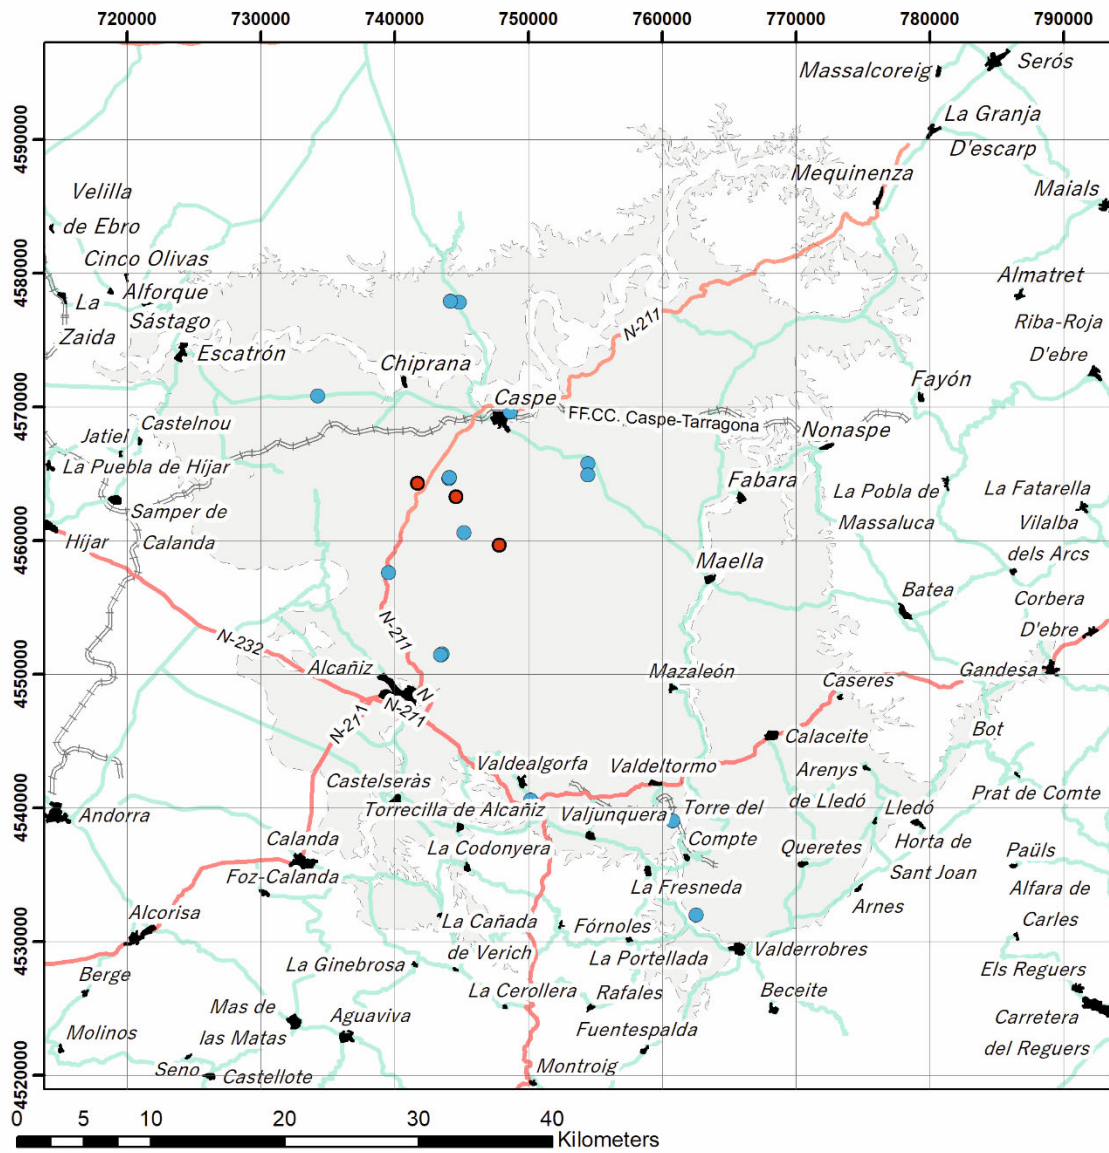 720000 730000 740000 750000 760000 770000 780000 790000
4590000
4580000
4570000
4560000
4550000
4540000
4530000
4520000
Massalcoreig
Serós
La Granja
D'escarp
Mequinenza
Maials
Velilla
de Ebro
Cinco Olivas
La
Zaida
Alforque
Sástago
Escatrón
Chiprana
Caspe
N-211
FF.CC. Caspe-Tarragona
Almatret
Riba-Roja
D'ebre
Fayón
Nonaspe
Castelnou
Jatiel
La Puebla de Híjar
Samper de
Calanda
Híjar
Fabara
La Pobla de
Massaluca
La Fatarella
Vilalba
dels Arcs
Maella
Batea
Corbera
D'ebre
N-232
N-211
Alcañiz
N
N-211
N-211
Mazaleón
Caseres
Gandesa
Bot
Calaceite
Castelseràs
Valdealgorfa
Valdeltormo
Arenys
de Lledó
Prat de Comte
Andorra
Torrecilla de Alcañiz
Valjunquera
Torre del
Compte
Lledó
Horta de
Sant Joan
Calanda
La Codonyera
Queretes
Paüls
Foz-Calanda
La Fresneda
Arnes
Alfara de
Carles
Alcorisa
La Cañada
de Verich
Fórnoles
La Portellada
Valderrobres
Berge
La Ginebrosa
Els Reguers
Mas de
las Matas
Aguaviva
La Cerollera
Rafales
Beceite
Carretera
del Reguers
Molinos
Fuentespalda
Seno
Castellote
Montroig
0 5 10 20 30 40
Kilometers